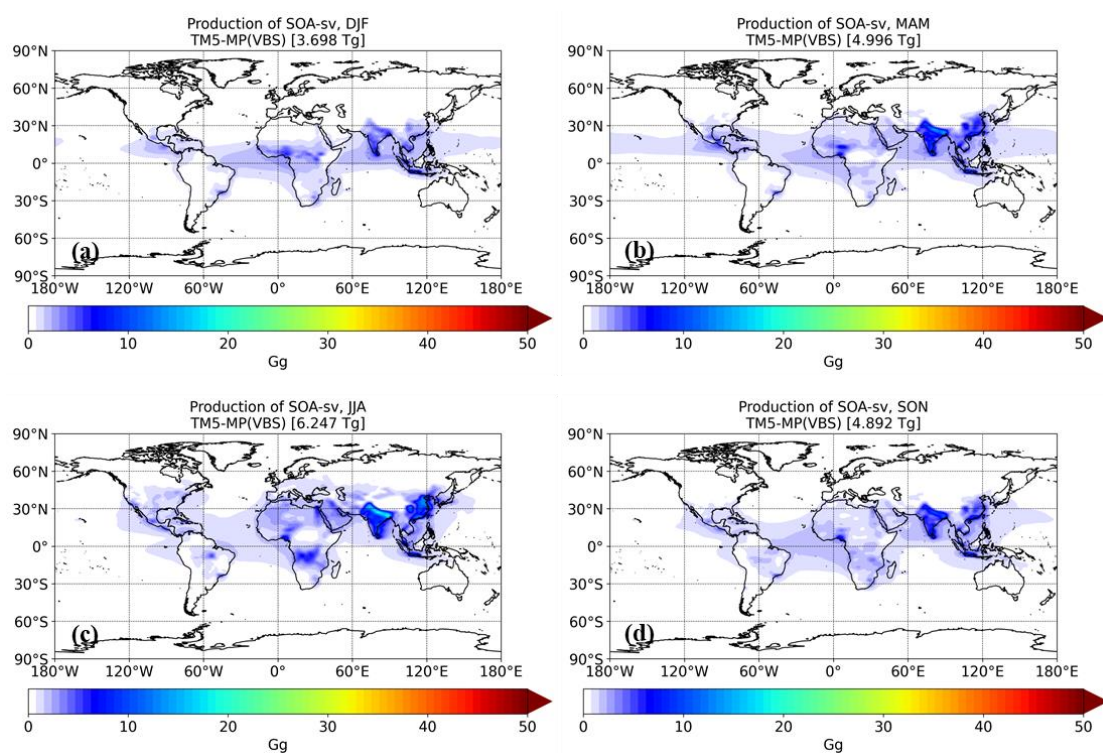 Production of SOA-sv, DJF
TM5-MP(VBS) [3.698 Tg]
90°N
60°N
30°N
0°
30°S
60°S
90°S
(a)
180°W 120°W 60°W 0° 60°E 120°E 180°E
0 10 20 30 40 50
Gg
Production of SOA-sv, MAM
TM5-MP(VBS) [4.996 Tg]
90°N
60°N
30°N
0°
30°S
60°S
90°S
(b)
180°W 120°W 60°W 0° 60°E 120°E 180°E
0 10 20 30 40 50
Gg
Production of SOA-sv, JJA
TM5-MP(VBS) [6.247 Tg]
90°N
60°N
30°N
0°
30°S
60°S
90°S
(c)
180°W 120°W 60°W 0° 60°E 120°E 180°E
0 10 20 30 40 50
Gg
Production of SOA-sv, SON
TM5-MP(VBS) [4.892 Tg]
90°N
60°N
30°N
0°
30°S
60°S
90°S
(d)
180°W 120°W 60°W 0° 60°E 120°E 180°E
0 10 20 30 40 50
Gg